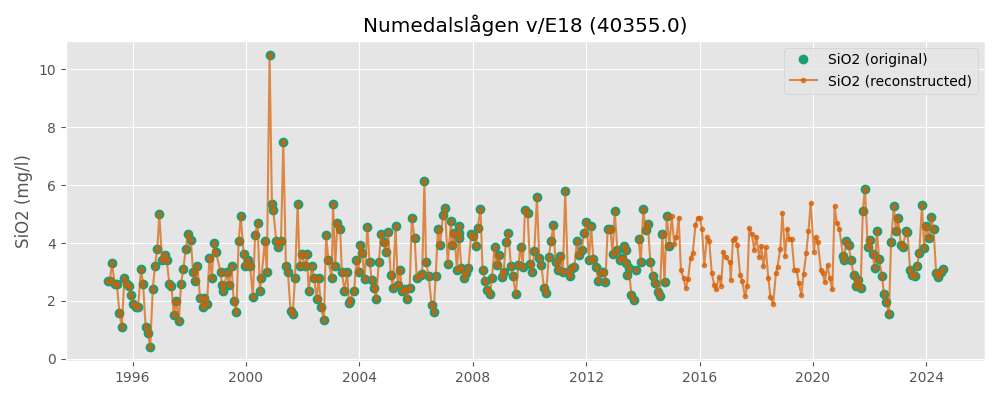 Numedalslågen v/E18 (40355.0)
SiO2 (original)
SiO2 (reconstructed)
SiO2 (mg/l)
10
8
6
4
2
0
1996 2000 2004 2008 2012 2016 2020 2024